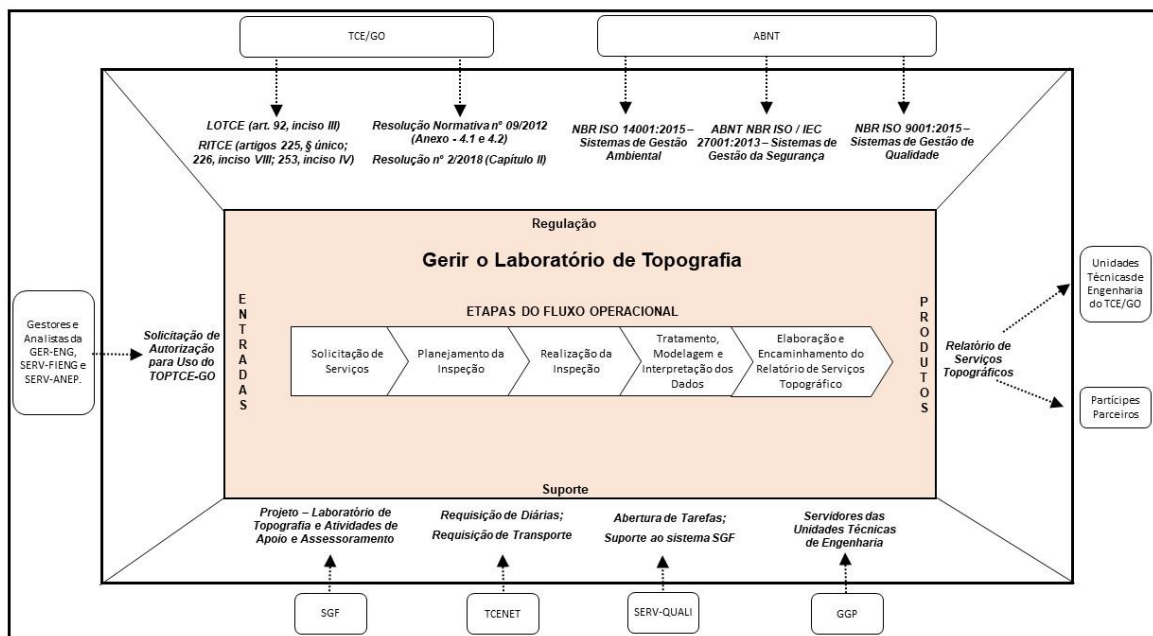 TCE/GO
ABNT
LOTCE (art. 92, inciso III)
RITCE (artigos 225, § único;
226, inciso VIII; 253, inciso IV)
Resolução Normativa nº 09/2012
(Anexo - 4.1 e 4.2)
Resolução nº 2/2018 (Capítulo II)
NBR ISO 14001:2015 –
Sistemas de Gestão
Ambiental
ABNT NBR ISO / IEC
27001:2013 – Sistemas de
Gestão da Segurança
NBR ISO 9001:2015 –
Sistemas de Gestão de
Qualidade
Regulação
Gerir o Laboratório de Topografia
ETAPAS DO FLUXO OPERACIONAL
Gestores e
Analistas da
GER-ENG,
SERV-FIENG e
SERV-ANEP.
Solicitação de
Autorização
para Uso do
TOPTCE-GO
ENTRADAS
Solicitação de
Serviços
Planejamento da
Inspeção
Realização da
Inspeção
Tratamento,
Modelagem e
Interpretação dos
Dados
Elaboração e
Encaminhamento do
Relatório de Serviços
Topográfico
PRODUTOS
Relatório de
Serviços
Topográficos
Unidades
Técnicas de
Engenharia
do TCE/GO
Partícipes
Parceiros
Suporte
Projeto – Laboratório de
Topografia e Atividades de
Apoio e Assessoramento
Requisição de Diárias;
Requisição de Transporte
Abertura de Tarefas;
Suporte ao sistema SGF
Servidores das
Unidades Técnicas
de Engenharia
SGF
TCENET
SERV-QUALI
GGP